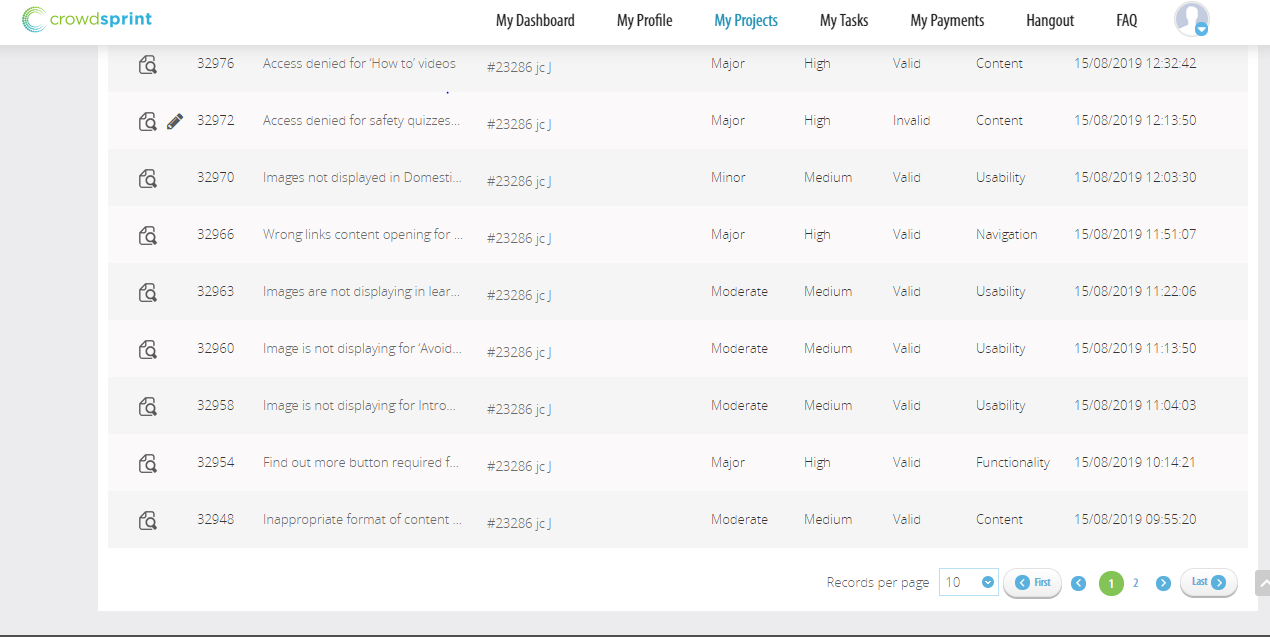 crowdsprint My Dashboard My Profile My Projects My Tasks My Payments Hangout FAQ
32976 Access denied for 'How to' videos #23286 jc J Major High Valid Content 15/08/2019 12:32:42
32972 Access denied for safety quizzes... #23286 jc J Major High Invalid Content 15/08/2019 12:13:50
32970 Images not displayed in Domesti... #23286 jc J Minor Medium Valid Usability 15/08/2019 12:03:30
32966 Wrong links content opening for ... #23286 jc J Major High Valid Navigation 15/08/2019 11:51:07
32963 Images are not displaying in lear... #23286 jc J Moderate Medium Valid Usability 15/08/2019 11:22:06
32960 Image is not displaying for 'Avoid... #23286 jc J Moderate Medium Valid Usability 15/08/2019 11:13:50
32958 Image is not displaying for Intro... #23286 jc J Moderate Medium Valid Usability 15/08/2019 11:04:03
32954 Find out more button required f... #23286 jc J Major High Valid Functionality 15/08/2019 10:14:21
32948 Inappropriate format of content ... #23286 jc J Moderate Medium Valid Content 15/08/2019 09:55:20
Records per page 10 First 1 2 Last